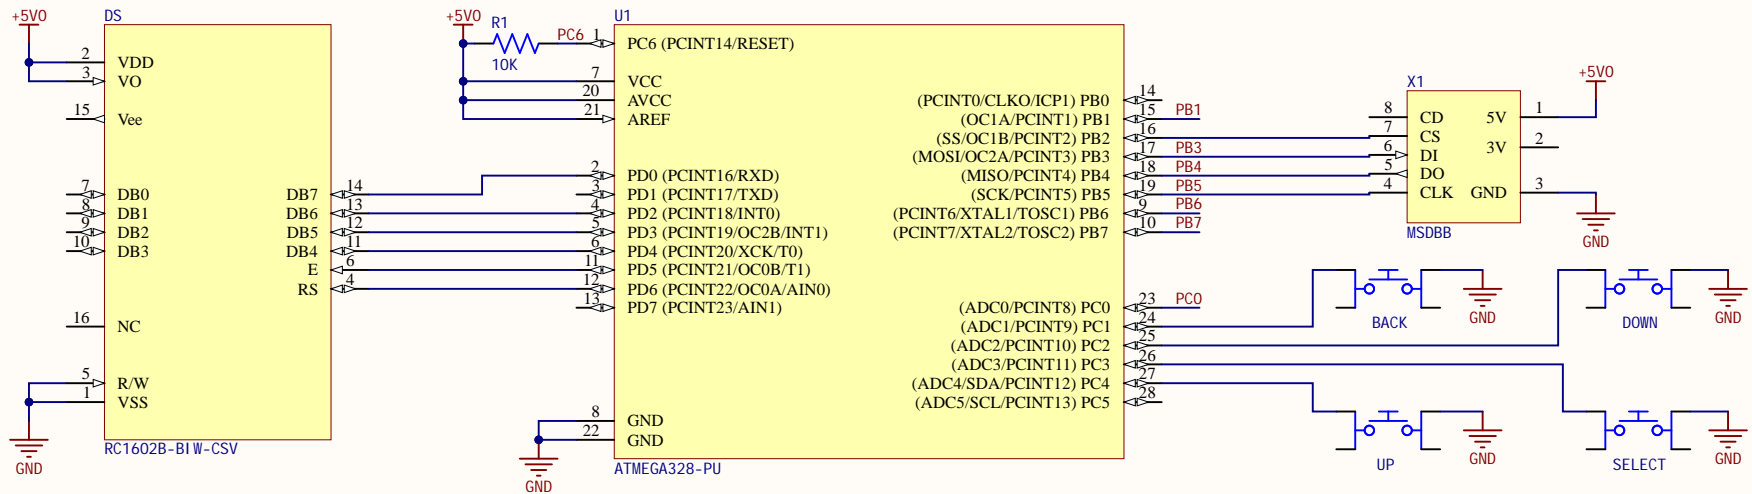 +5V0
DS
2 VDD
3 VO
15 Vee
7 DB0
8 DB1
9 DB2
10 DB3
DB7 14
DB6 13
DB5 12
DB4 11
E 6
RS 4
16 NC
5 R/W
1 VSS
GND
RC1602B-BIW-CSV
+5V0
R1
10K
PC6
U1
1 PC6 (PCINT14/RESET)
7 VCC
20 AVCC
21 AREF
2 PD0 (PCINT16/RXD)
3 PD1 (PCINT17/TXD)
4 PD2 (PCINT18/INT0)
5 PD3 (PCINT19/OC2B/INT1)
6 PD4 (PCINT20/XCK/T0)
11 PD5 (PCINT21/OC0B/T1)
12 PD6 (PCINT22/OC0A/AIN0)
13 PD7 (PCINT23/AIN1)
8 GND
22 GND
GND
(PCINT0/CLKO/ICP1) PB0 14
(OC1A/PCINT1) PB1 15 PB1
(SS/OC1B/PCINT2) PB2 16
(MOSI/OC2A/PCINT3) PB3 17 PB3
(MISO/PCINT4) PB4 18 PB4
(SCK/PCINT5) PB5 19 PB5
(PCINT6/XTAL1/TOSC1) PB6 9 PB6
(PCINT7/XTAL2/TOSC2) PB7 10 PB7
(ADC0/PCINT8) PC0 23 PC0
(ADC1/PCINT9) PC1 24
(ADC2/PCINT10) PC2 25
(ADC3/PCINT11) PC3 26
(ADC4/SDA/PCINT12) PC4 27
(ADC5/SCL/PCINT13) PC5 28
ATMEGA328-PU
X1
8 CD
7 CS
6 DI
5 DO
4 CLK
5V 1
3V 2
GND 3
MSDBB
+5V0
GND
BACK
GND
DOWN
GND
UP
GND
SELECT
GND